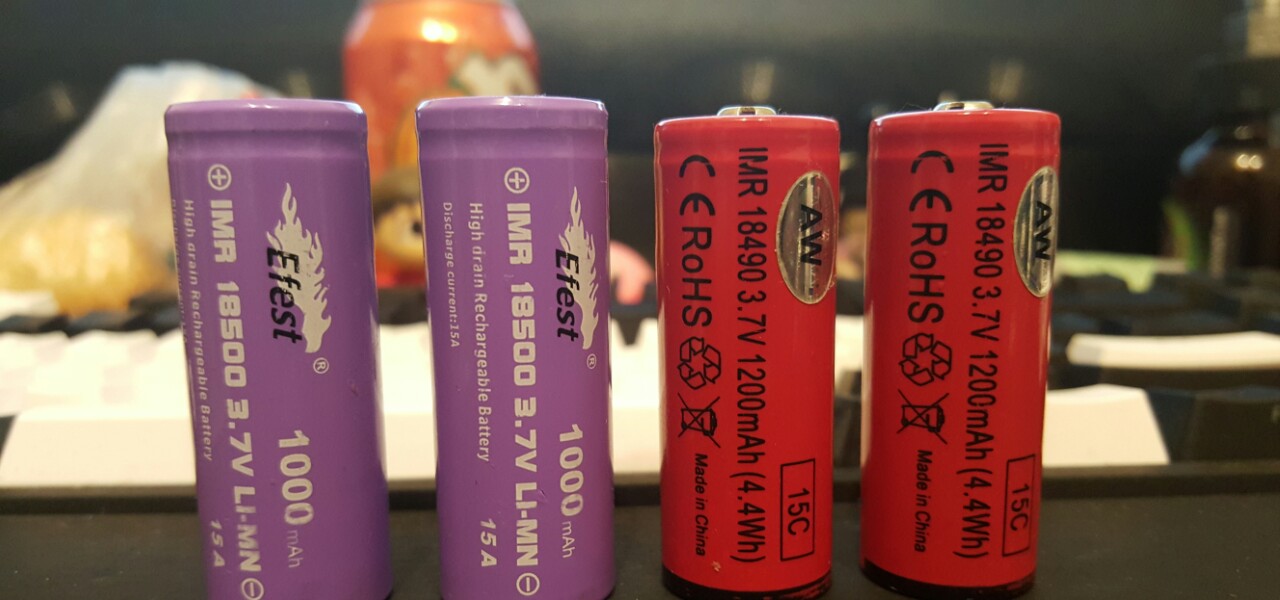 Efest®
1000 mAh
IMR 18500 3.7V LI-MN
15A
High drain Rechargeable Battery
Efest®
1000 mAh
IMR 18500 3.7V LI-MN
High drain Rechargeable Battery
15A
Discharge current:15A
AW
15C
IMR 18490 3.7V 1200mAh (4.4Wh)
CE RoHS
Made in China
AW
15C
IMR 18490 3.7V 1200mAh (4.4Wh)
CE RoHS
Made in China